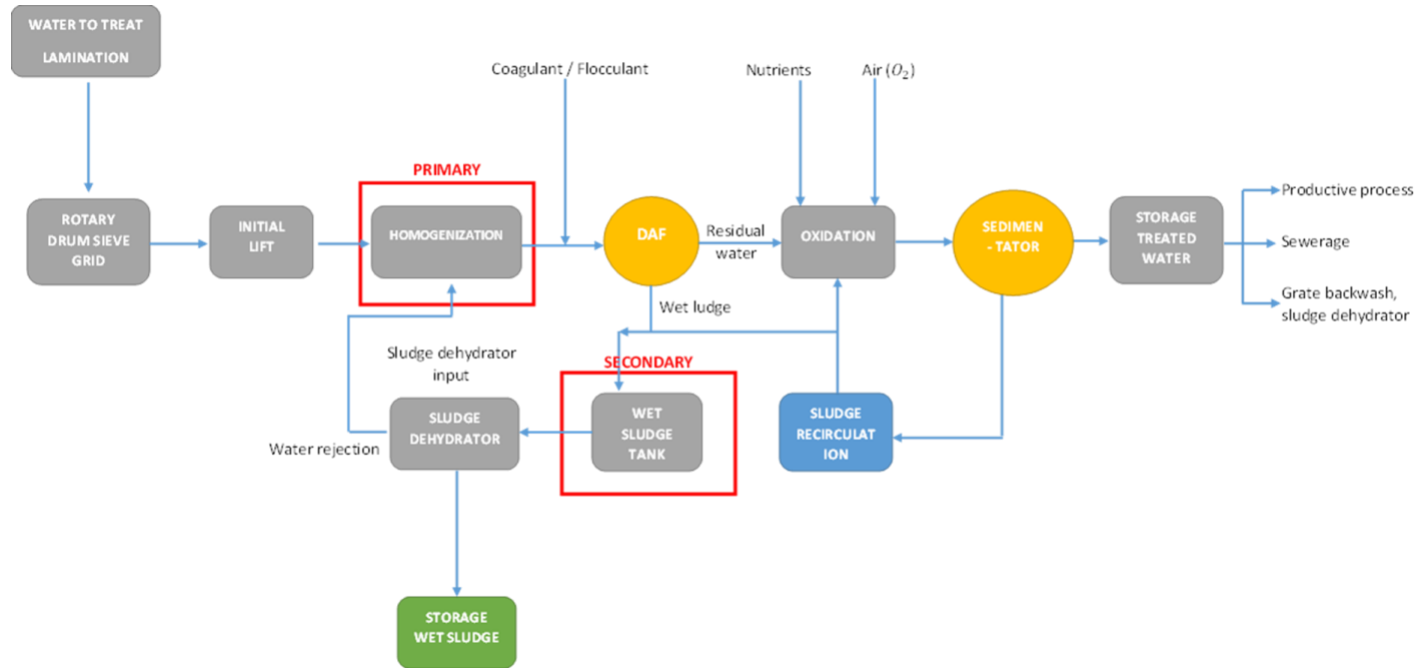 WATER TO TREAT
LAMINATION
Coagulant / Flocculant
Nutrients
Air (O₂)
PRIMARY
ROTARY
DRUM SIEVE
GRID
INITIAL
LIFT
HOMOGENIZATION
DAF
Residual
water
OXIDATION
SEDIMEN
- TATOR
STORAGE
TREATED
WATER
Productive process
Sewerage
Grate backwash,
sludge dehydrator
Wet ludge
Sludge dehydrator
input
SECONDARY
SLUDGE
DEHYDRATOR
WET
SLUDGE
TANK
SLUDGE
RECIRCULAT
ION
Water rejection
STORAGE
WET SLUDGE